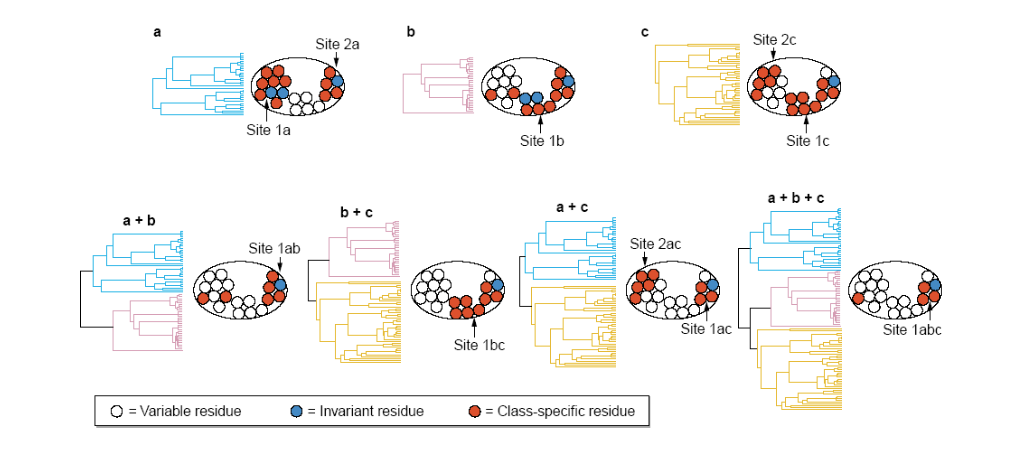 a
Site 2a
Site 1a
b
Site 1b
c
Site 2c
Site 1c
a + b
Site 1ab
b + c
Site 1bc
a + c
Site 2ac
Site 1ac
a + b + c
Site 1abc
= Variable residue
= Invariant residue
= Class-specific residue